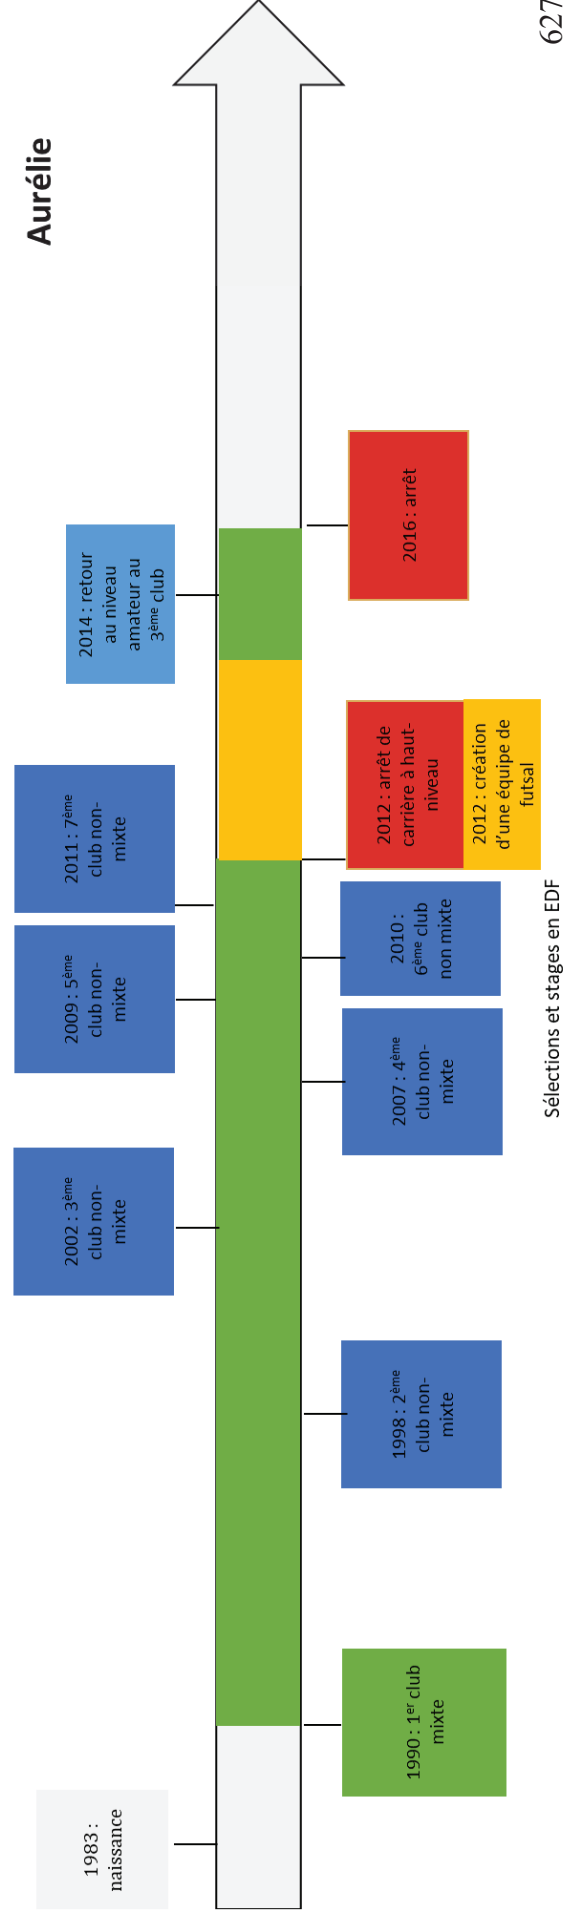 Aurélie
1983 :
naissance
1990 : 1er club
mixte
1998 : 2ème
club non-
mixte
2002 : 3ème
club non-
mixte
2007 : 4ème
club non-
mixte
2009 : 5ème
club non-
mixte
2010 :
6ème club
non mixte
2011 : 7ème
club non-
mixte
2012 : arrêt de
carrière à haut-
niveau
2012 : création
d’une équipe de
futsal
2014 : retour
au niveau
amateur au
3ème club
2016 : arrêt
Sélections et stages en EDF
627